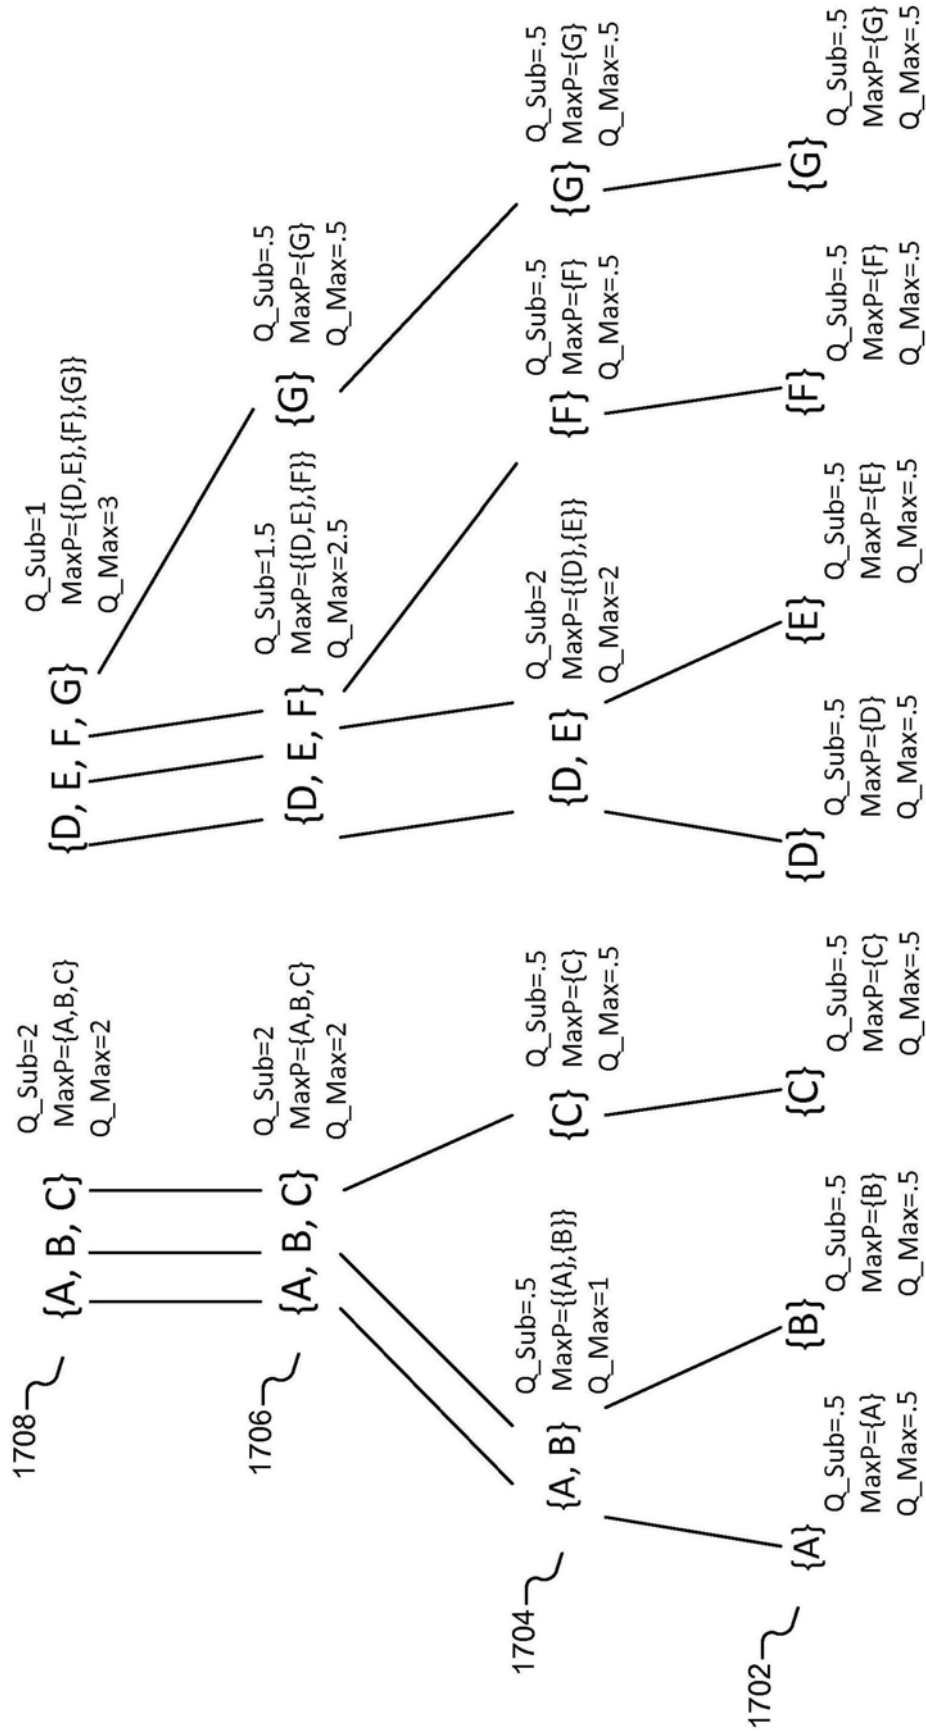 1708
{A, B, C}
Q_Sub=2
MaxP={A,B,C}
Q_Max=2
{D, E, F, G}
Q_Sub=1
MaxP={{D,E},{F},{G}}
Q_Max=3
1706
{A, B, C}
Q_Sub=2
MaxP={A,B,C}
Q_Max=2
{D, E, F}
Q_Sub=1.5
MaxP={{D,E},{F}}
Q_Max=2.5
{G}
Q_Sub=.5
MaxP={G}
Q_Max=.5
1704
{A, B}
Q_Sub=.5
MaxP={{A},{B}}
Q_Max=1
{C}
Q_Sub=.5
MaxP={C}
Q_Max=.5
{D, E}
Q_Sub=2
MaxP={{D},{E}}
Q_Max=2
{F}
Q_Sub=.5
MaxP={F}
Q_Max=.5
{G}
Q_Sub=.5
MaxP={G}
Q_Max=.5
1702
{A}
Q_Sub=.5
MaxP={A}
Q_Max=.5
{B}
Q_Sub=.5
MaxP={B}
Q_Max=.5
{C}
Q_Sub=.5
MaxP={C}
Q_Max=.5
{D}
Q_Sub=.5
MaxP={D}
Q_Max=.5
{E}
Q_Sub=.5
MaxP={E}
Q_Max=.5
{F}
Q_Sub=.5
MaxP={F}
Q_Max=.5
{G}
Q_Sub=.5
MaxP={G}
Q_Max=.5